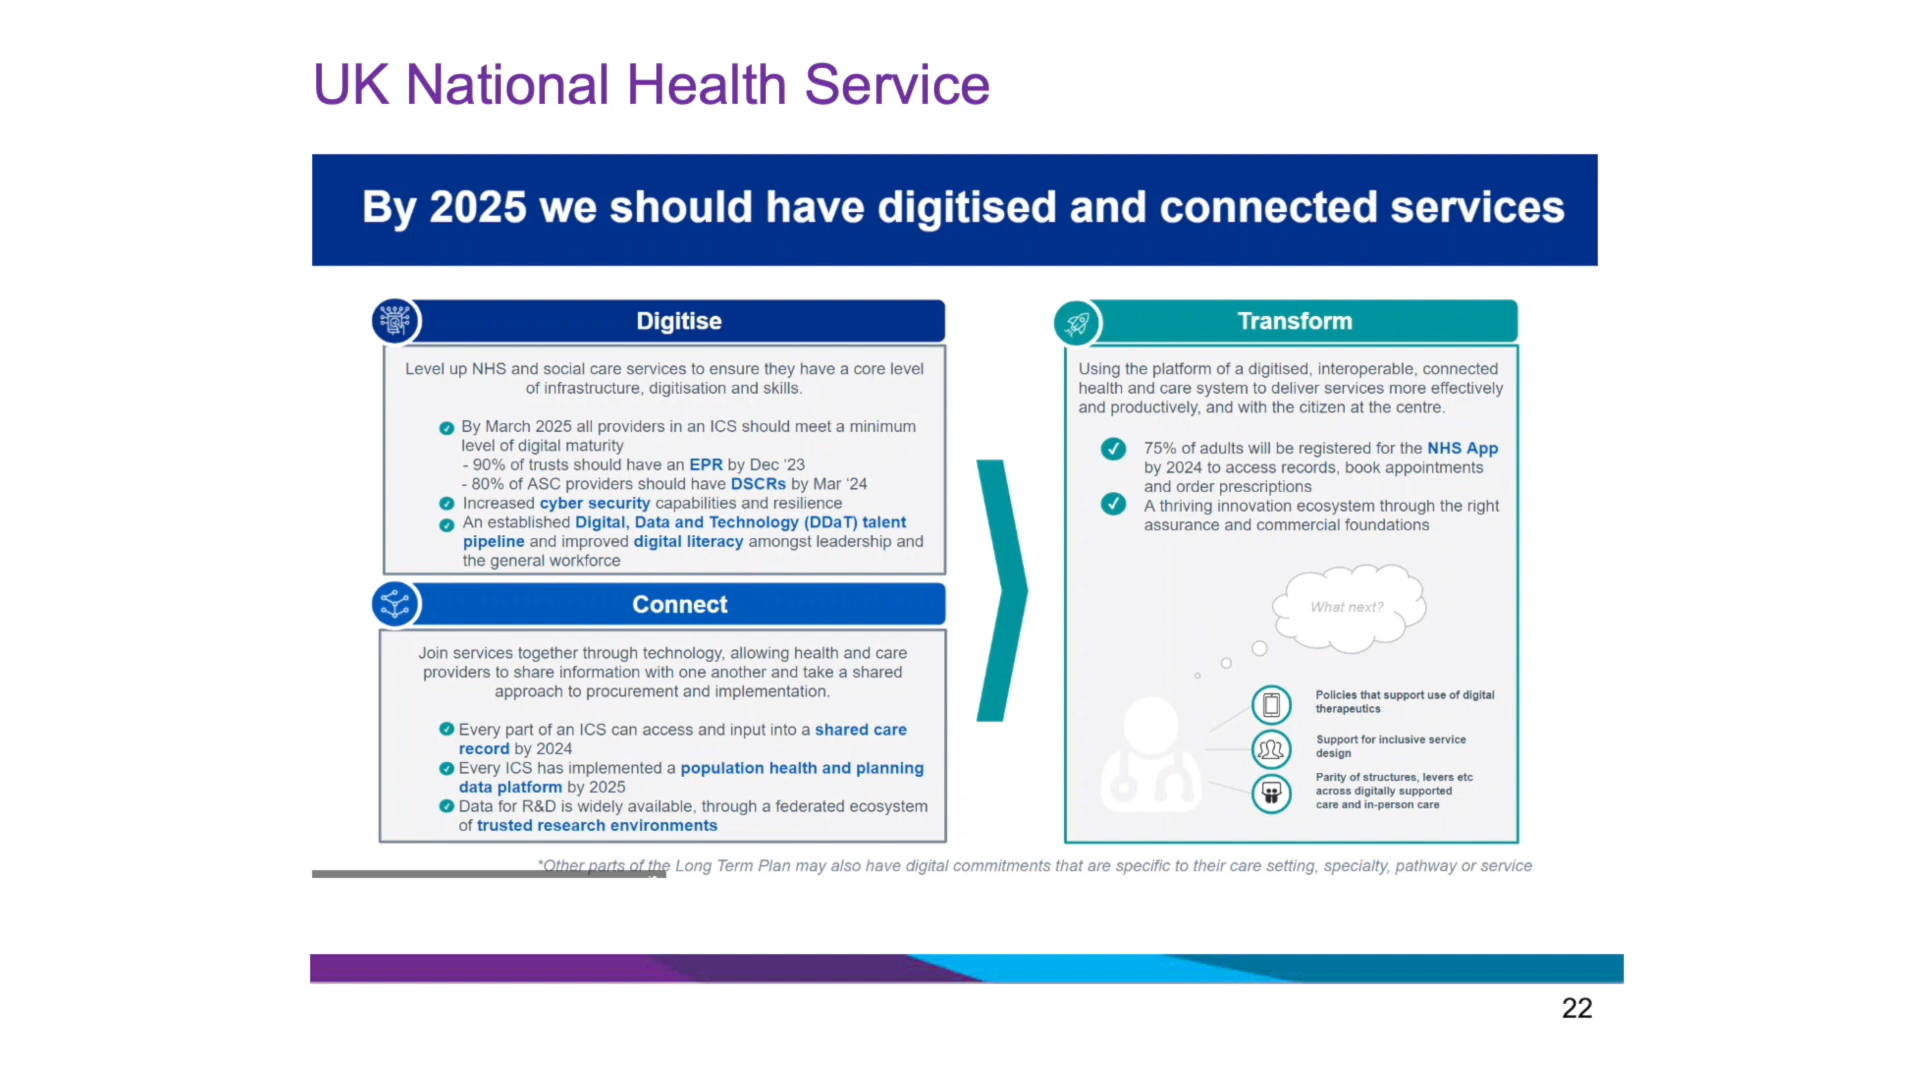 UK National Health Service
By 2025 we should have digitised and connected services
Digitise
Level up NHS and social care services to ensure they have a core level
of infrastructure, digitisation and skills.
By March 2025 all providers in an ICS should meet a minimum
level of digital maturity
- 90% of trusts should have an EPR by Dec ‘23
- 80% of ASC providers should have DSCRs by Mar ‘24
Increased cyber security capabilities and resilience
An established Digital, Data and Technology (DDaT) talent
pipeline and improved digital literacy amongst leadership and
the general workforce
Connect
Join services together through technology, allowing health and care
providers to share information with one another and take a shared
approach to procurement and implementation.
Every part of an ICS can access and input into a shared care
record by 2024
Every ICS has implemented a population health and planning
data platform by 2025
Data for R&D is widely available, through a federated ecosystem
of trusted research environments
Transform
Using the platform of a digitised, interoperable, connected
health and care system to deliver services more effectively
and productively, and with the citizen at the centre.
75% of adults will be registered for the NHS App
by 2024 to access records, book appointments
and order prescriptions
A thriving innovation ecosystem through the right
assurance and commercial foundations
What next?
Policies that support use of digital
therapeutics
Support for inclusive service
design
Parity of structures, levers etc
across digitally supported
care and in-person care
*Other parts of the Long Term Plan may also have digital commitments that are specific to their care setting, specialty, pathway or service
22